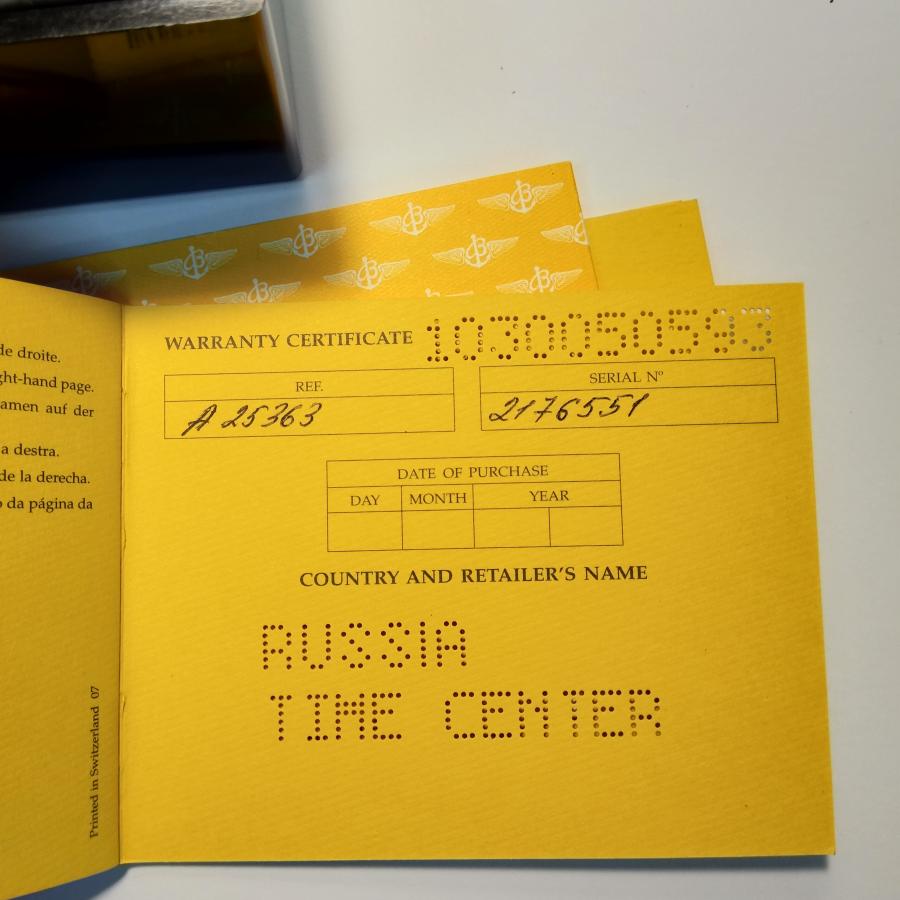 de droite.
ght-hand page.
amen auf der
a destra.
de la derecha.
o da página da
Printed in Switzerland 07
WARRANTY CERTIFICATE 1030050593
REF.
A 25363
SERIAL Nº
2176551
DATE OF PURCHASE
DAY MONTH YEAR
COUNTRY AND RETAILER'S NAME
RUSSIA
TIME CENTER